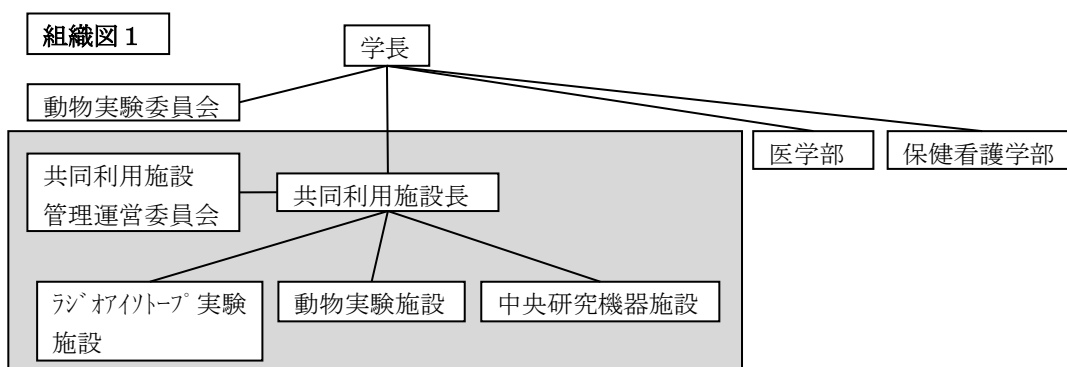 組織図１
学長
動物実験委員会
医学部
保健看護学部
共同利用施設
管理運営委員会
共同利用施設長
ﾗｼﾞｵｱｲｿﾄｰﾌﾟ実験
施設
動物実験施設
中央研究機器施設